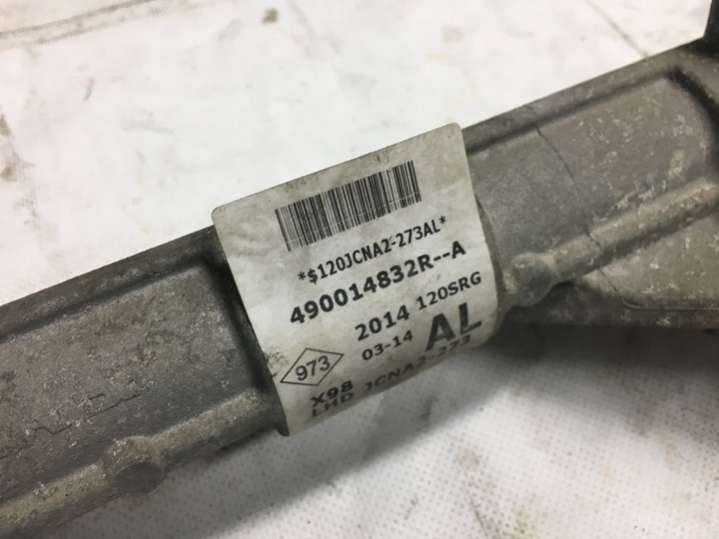 *$120JCNA2-273AL*
490014832R--A
2014 120SRG
973 03-14 AL
X98
LHD JCNA2-273